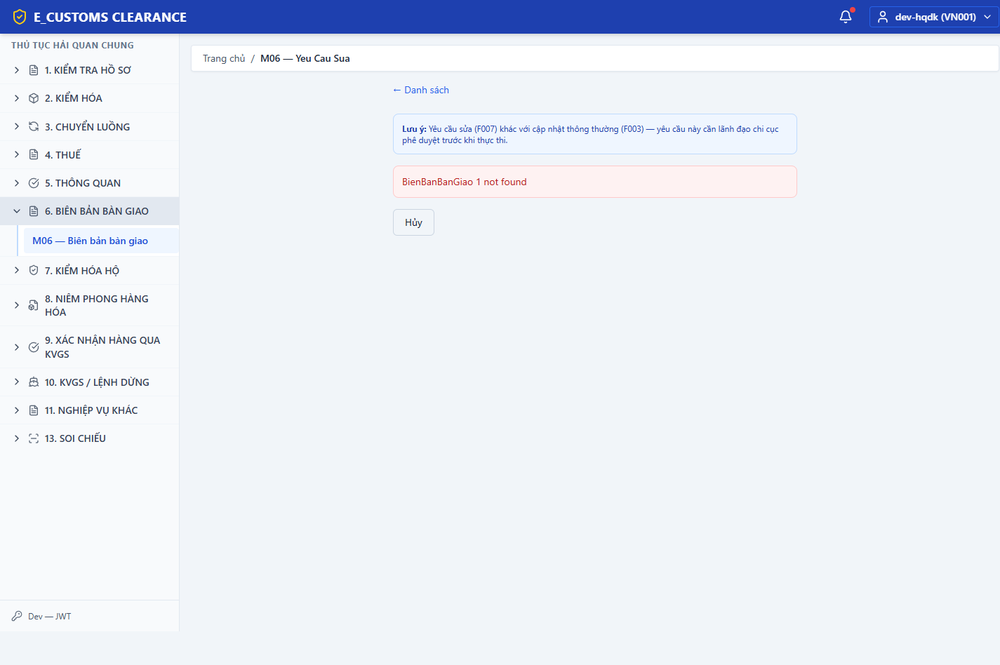 E_CUSTOMS CLEARANCE
dev-hqdk (VN001)
THỦ TỤC HẢI QUAN CHUNG
1. KIỂM TRA HỒ SƠ
2. KIỂM HÓA
3. CHUYỂN LUỒNG
4. THUẾ
5. THÔNG QUAN
6. BIÊN BẢN BÀN GIAO
M06 — Biên bản bàn giao
7. KIỂM HÓA HỘ
8. NIÊM PHONG HÀNG
HÓA
9. XÁC NHẬN HÀNG QUA
KVGS
10. KVGS / LỆNH DỪNG
11. NGHIỆP VỤ KHÁC
13. SOI CHIẾU
Dev — JWT
Trang chủ / M06 — Yeu Cau Sua
← Danh sách
Lưu ý: Yêu cầu sửa (F007) khác với cập nhật thông thường (F003) — yêu cầu này cần lãnh đạo chi cục
phê duyệt trước khi thực thi.
BienBanBanGiao 1 not found
Hủy